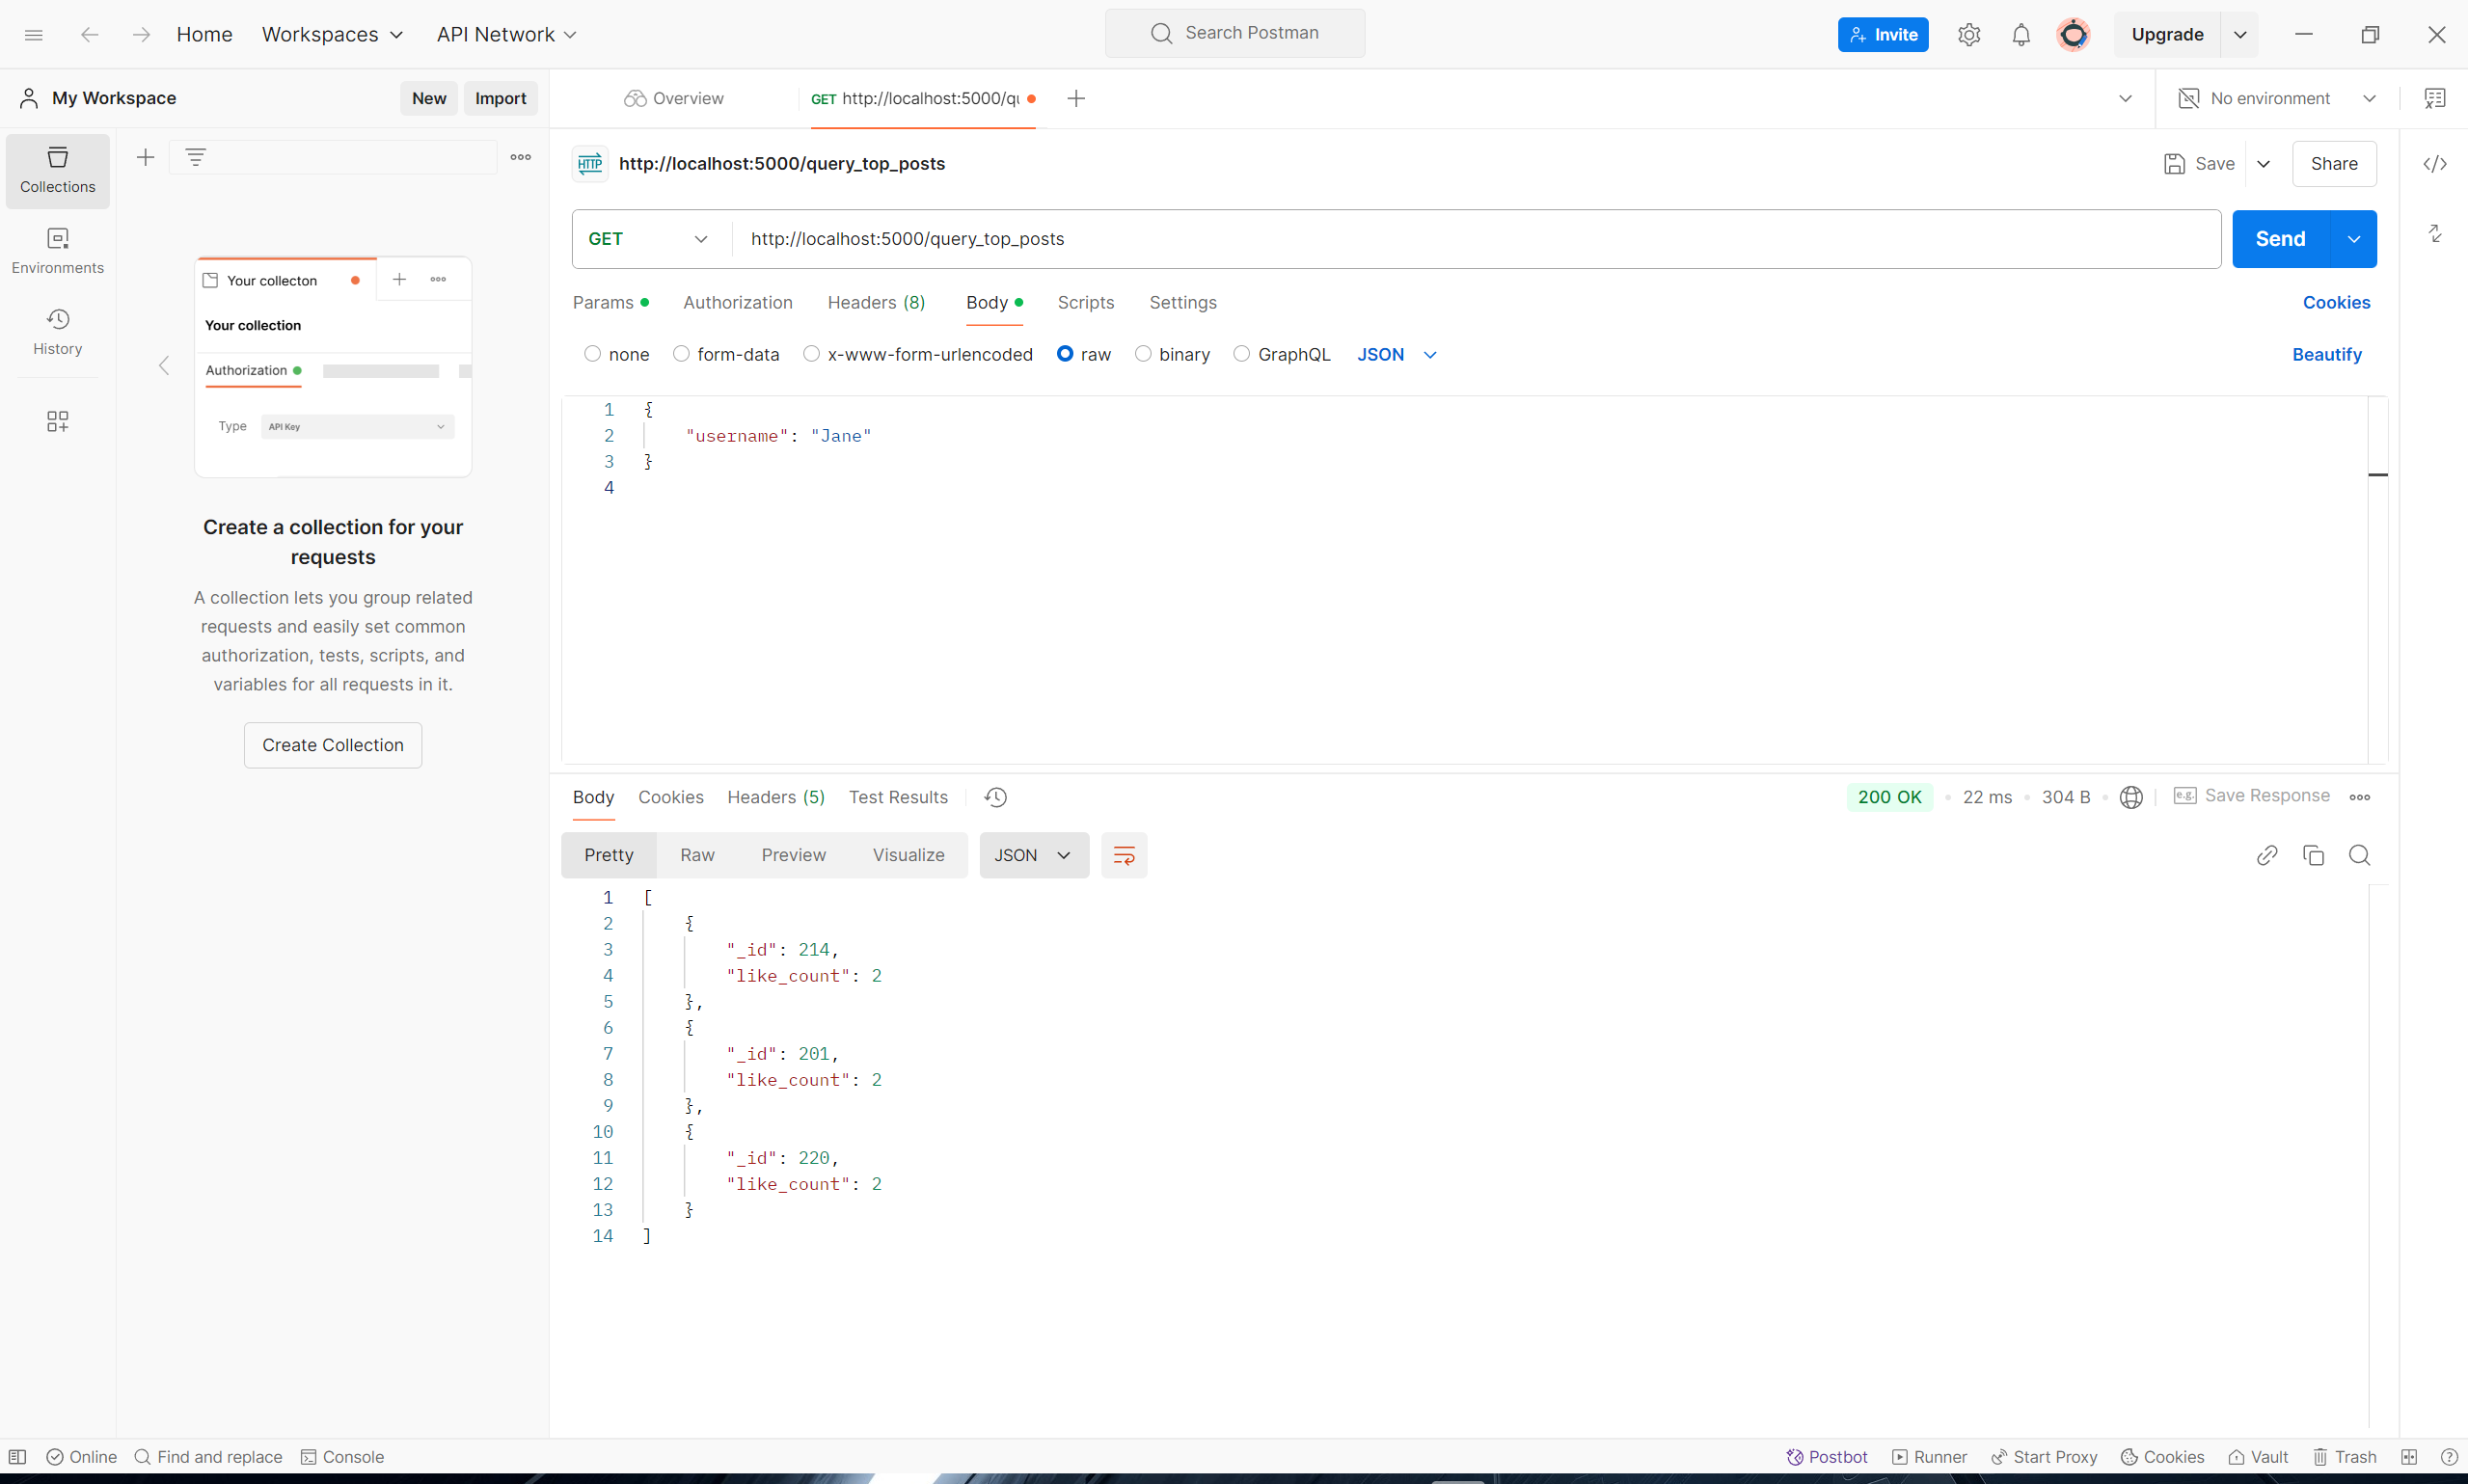 Home Workspaces API Network Search Postman Invite Upgrade
My Workspace New Import Overview GET http://localhost:5000/qu No environment
Collections
Environments
History
Your collecton
Your collection
Authorization
Type API Key
Create a collection for your
requests
A collection lets you group related
requests and easily set common
authorization, tests, scripts, and
variables for all requests in it.
Create Collection
HTTP http://localhost:5000/query_top_posts Save Share
GET http://localhost:5000/query_top_posts Send
Params Authorization Headers (8) Body Scripts Settings Cookies
none form-data x-www-form-urlencoded raw binary GraphQL JSON Beautify
1 {
2 "username": "Jane"
3 }
4
Body Cookies Headers (5) Test Results 200 OK • 22 ms • 304 B • e.g. Save Response
Pretty Raw Preview Visualize JSON
1 [
2 {
3 "_id": 214,
4 "like_count": 2
5 },
6 {
7 "_id": 201,
8 "like_count": 2
9 },
10 {
11 "_id": 220,
12 "like_count": 2
13 }
14 ]
Online Find and replace Console Postbot Runner Start Proxy Cookies Vault Trash